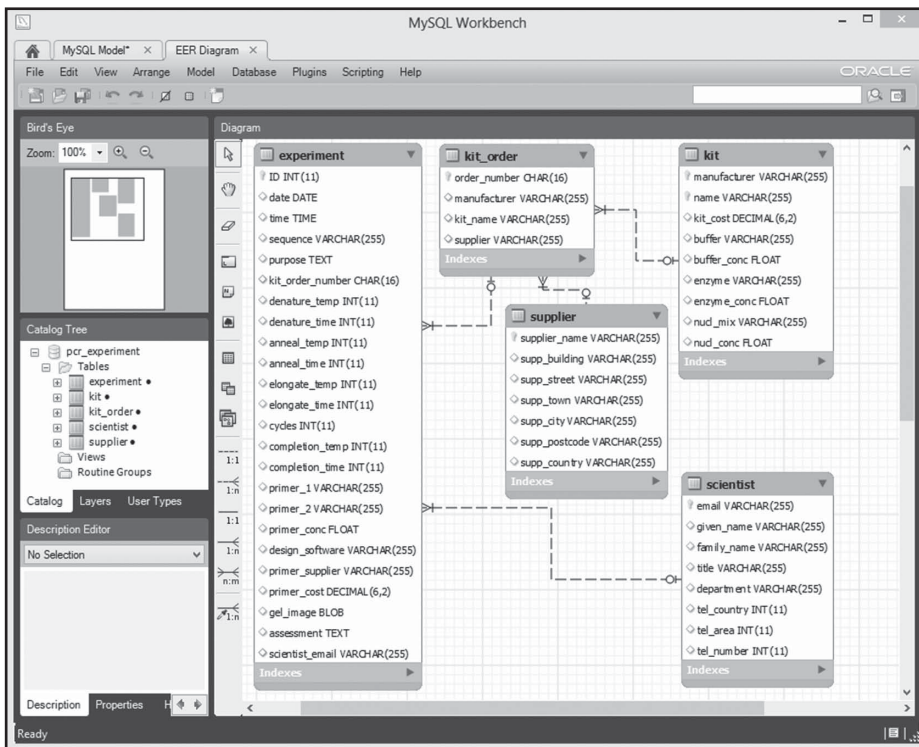 MySQL Workbench
MySQL Model* ×
EER Diagram ×
File Edit View Arrange Model Database Plugins Scripting Help
ORACLE
Bird's Eye
Zoom: 100%
Catalog Tree
pcr_experiment
Tables
experiment
kit
kit_order
scientist
supplier
Views
Routine Groups
Catalog Layers User Types
Description Editor
No Selection
Description Properties H
Diagram
1:1
1:n
1:1
1:n
n:m
1:n
experiment
ID INT(11)
date DATE
time TIME
sequence VARCHAR(255)
purpose TEXT
kit_order_number CHAR(16)
denature_temp INT(11)
denature_time INT(11)
anneal_temp INT(11)
anneal_time INT(11)
elongate_temp INT(11)
elongate_time INT(11)
cycles INT(11)
completion_temp INT(11)
completion_time INT(11)
primer_1 VARCHAR(255)
primer_2 VARCHAR(255)
primer_conc FLOAT
design_software VARCHAR(255)
primer_supplier VARCHAR(255)
primer_cost DECIMAL(6,2)
gel_image BLOB
assessment TEXT
scientist_email VARCHAR(255)
Indexes
kit_order
order_number CHAR(16)
manufacturer VARCHAR(255)
kit_name VARCHAR(255)
supplier VARCHAR(255)
Indexes
supplier
supplier_name VARCHAR(255)
supp_building VARCHAR(255)
supp_street VARCHAR(255)
supp_town VARCHAR(255)
supp_city VARCHAR(255)
supp_postcode VARCHAR(255)
supp_country VARCHAR(255)
Indexes
kit
manufacturer VARCHAR(255)
name VARCHAR(255)
kit_cost DECIMAL(6,2)
buffer VARCHAR(255)
buffer_conc FLOAT
enzyme VARCHAR(255)
enzyme_conc FLOAT
nucl_mix VARCHAR(255)
nucl_conc FLOAT
Indexes
scientist
email VARCHAR(255)
given_name VARCHAR(255)
family_name VARCHAR(255)
title VARCHAR(255)
department VARCHAR(255)
tel_country INT(11)
tel_area INT(11)
tel_number INT(11)
Indexes
Ready